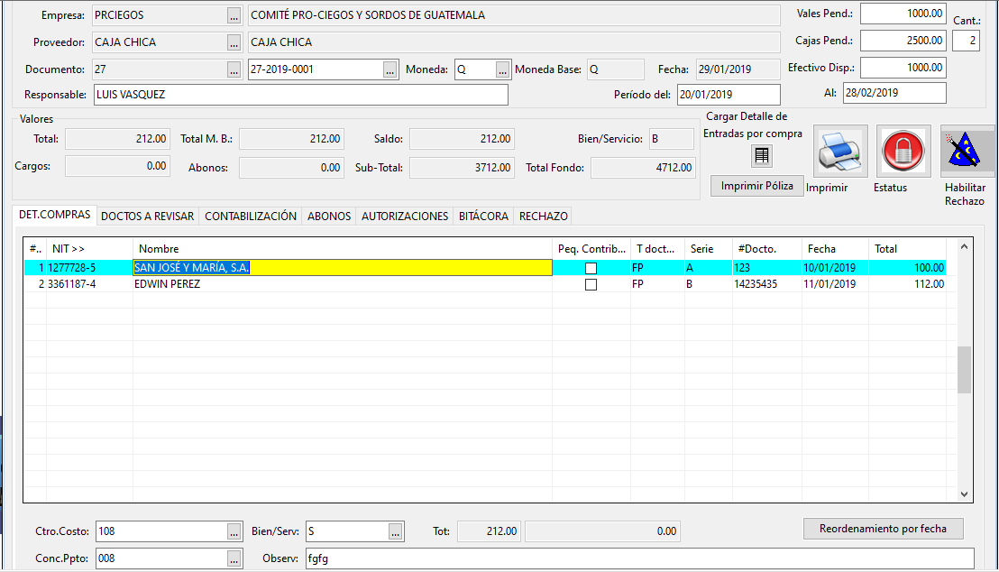 Empresa: PRCIEGOS ... COMITÉ PRO-CIEGOS Y SORDOS DE GUATEMALA Vales Pend.: 1000.00 Cant.:
Proveedor: CAJA CHICA ... CAJA CHICA Cajas Pend.: 2500.00 2
Documento: 27 ... 27-2019-0001 ... Moneda: Q ... Moneda Base: Q Fecha: 29/01/2019 Efectivo Disp.: 1000.00
Responsable: LUIS VASQUEZ Período del: 20/01/2019 Al: 28/02/2019
Valores
Total: 212.00 Total M. B.: 212.00 Saldo: 212.00 Bien/Servicio: B
Cargos: 0.00 Abonos: 0.00 Sub-Total: 3712.00 Total Fondo: 4712.00
Cargar Detalle de
Entradas por compra
Imprimir Póliza
Imprimir
Estatus
Habilitar
Rechazo
DET.COMPRAS DOCTOS A REVISAR CONTABILIZACIÓN ABONOS AUTORIZACIONES BITÁCORA RECHAZO
#.. NIT >> Nombre Peq. Contrib... T doct... Serie #Docto. Fecha Total
1 1277728-5 SAN JOSÉ Y MARÍA, S.A. FP A 123 10/01/2019 100.00
2 3361187-4 EDWIN PEREZ FP B 14235435 11/01/2019 112.00
Ctro.Costo: 108 ... Bien/Serv: S ... Tot: 212.00 0.00 Reordenamiento por fecha
Conc.Ppto: 008 ... Observ: fgfg